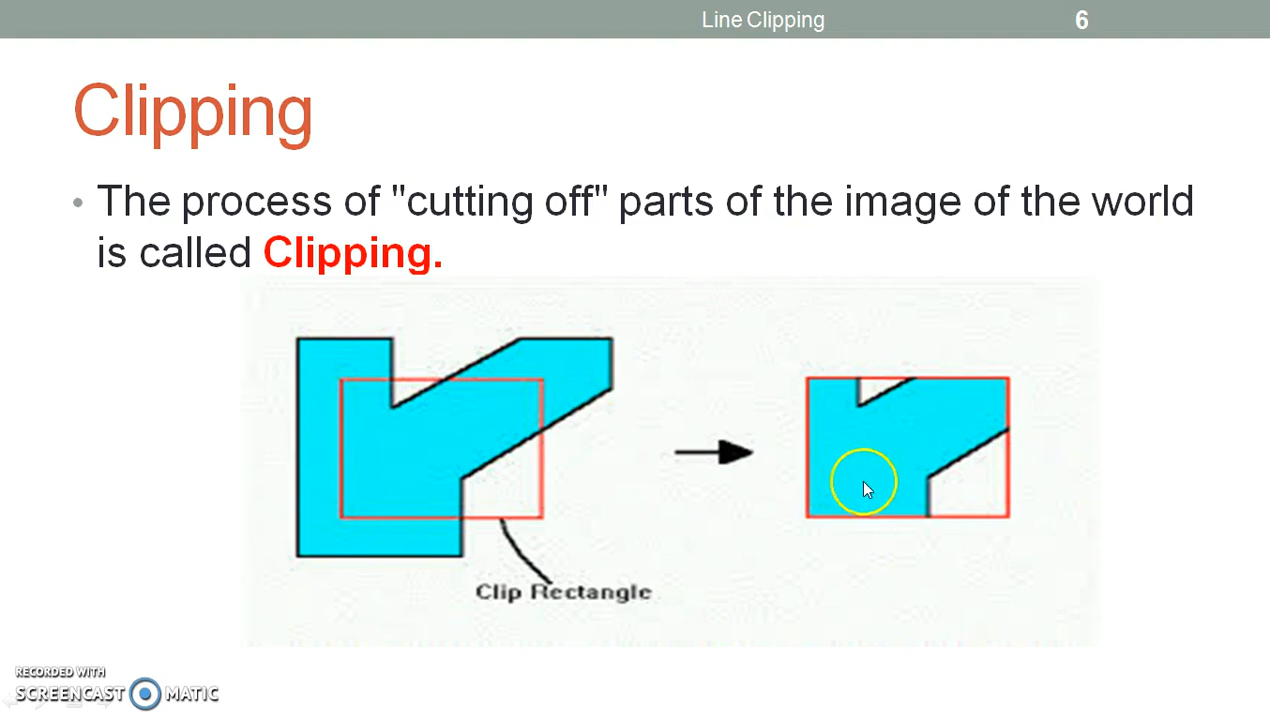 Line Clipping 6
Clipping
• The process of "cutting off" parts of the image of the world
is called Clipping.
Clip Rectangle
RECORDED WITH
SCREENCAST MATIC